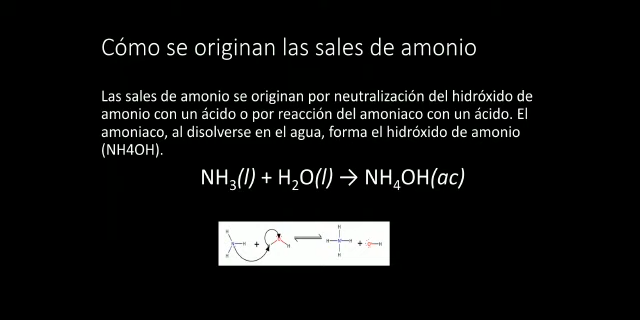 Cómo se originan las sales de amonio
Las sales de amonio se originan por neutralización del hidróxido de
amonio con un ácido o por reacción del amoniaco con un ácido. El
amoniaco, al disolverse en el agua, forma el hidróxido de amonio
(NH4OH).
NH₃(l) + H₂O(l) → NH₄OH(ac)